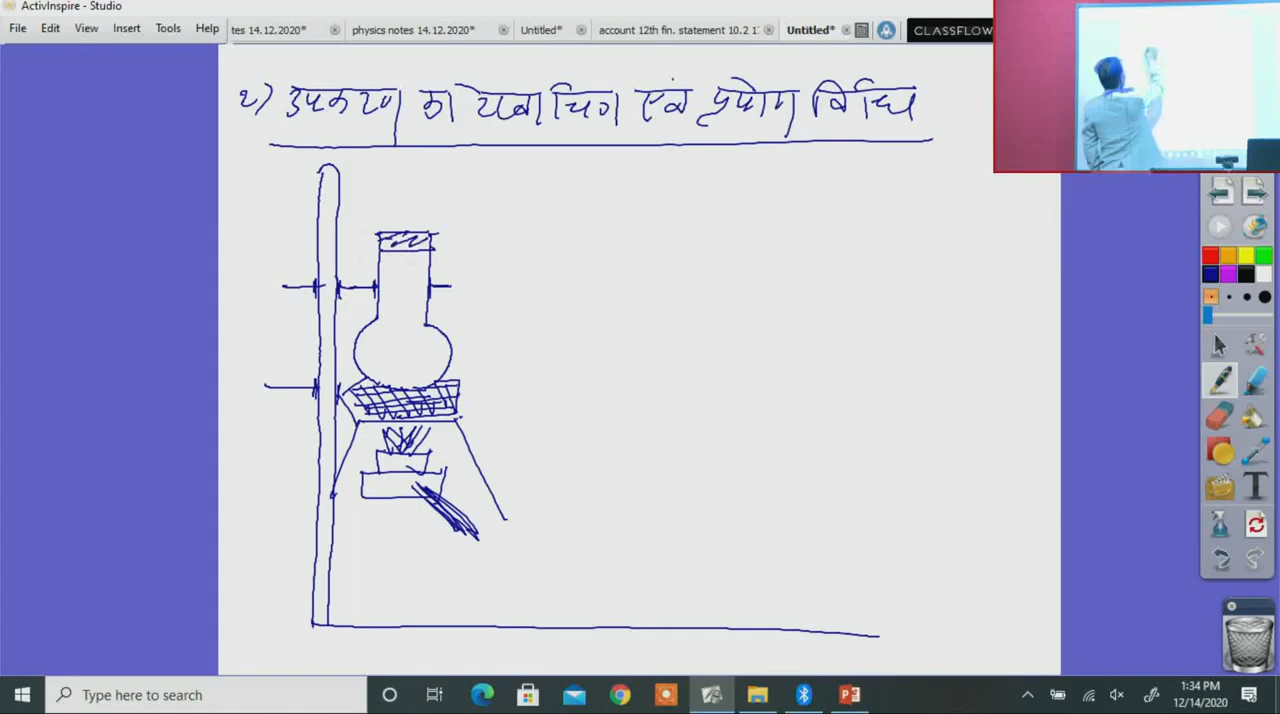 ActivInspire - Studio
File Edit View Insert Tools Help
tes 14.12.2020* physics notes 14.12.2020* Untitled* account 12th fin. statement 10.2 1 Untitled* CLASSFLOW
२) उपकरण का रेखाचित्र एवं प्रयोग विधि
Type here to search
1:34 PM
12/14/2020